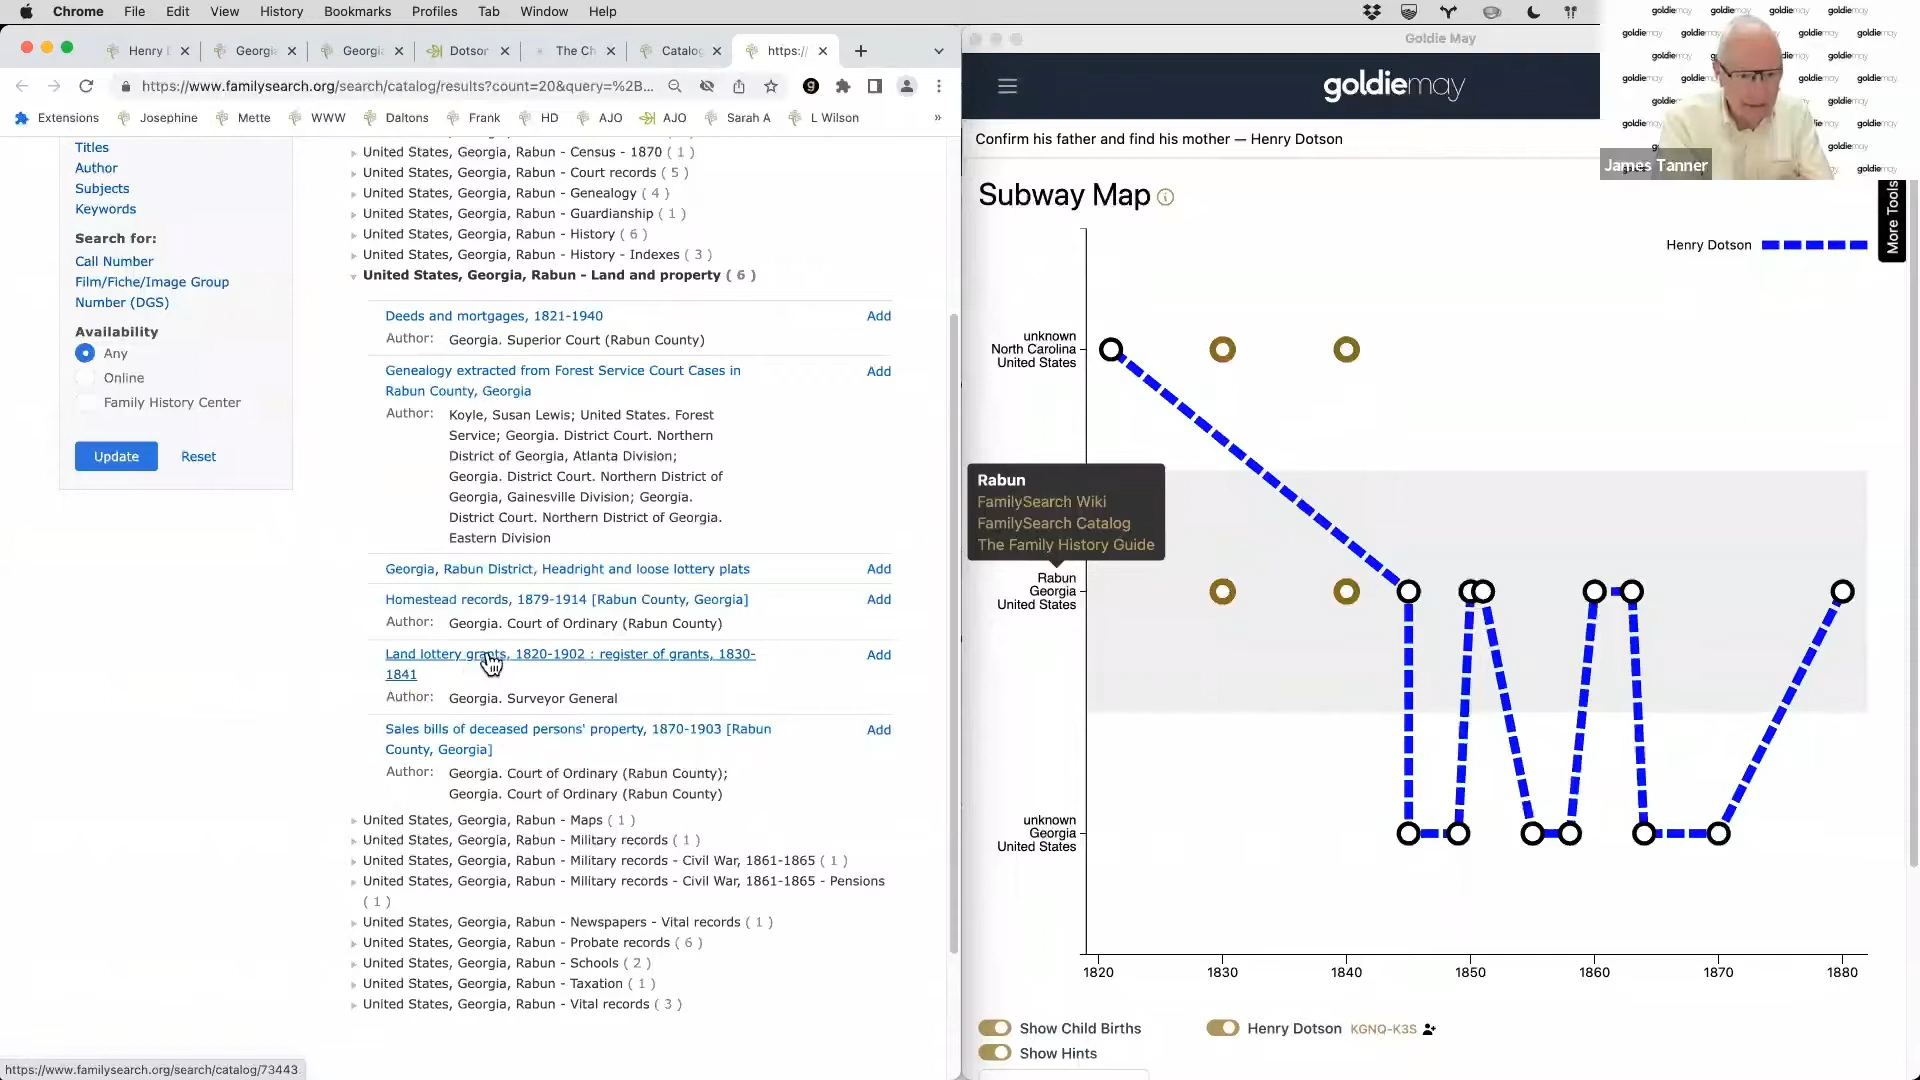 Chrome File Edit View History Bookmarks Profiles Tab Window Help
Henry Georgia Georgia Dotson The Ch Catalog https://
https://www.familysearch.org/search/catalog/results?count=20&query=%2B...
Extensions Josephine Mette WWW Daltons Frank HD AJO AJO Sarah A L Wilson »
Titles
Author
Subjects
Keywords
Search for:
Call Number
Film/Fiche/Image Group
Number (DGS)
Availability
Any
Online
Family History Center
Update Reset
United States, Georgia, Rabun - Census - 1870 ( 1 )
United States, Georgia, Rabun - Court records ( 5 )
United States, Georgia, Rabun - Genealogy ( 4 )
United States, Georgia, Rabun - Guardianship ( 1 )
United States, Georgia, Rabun - History ( 6 )
United States, Georgia, Rabun - History - Indexes ( 3 )
United States, Georgia, Rabun - Land and property ( 6 )
Deeds and mortgages, 1821-1940 Add
Author: Georgia. Superior Court (Rabun County)
Genealogy extracted from Forest Service Court Cases in Add
Rabun County, Georgia
Author: Koyle, Susan Lewis; United States. Forest
Service; Georgia. District Court. Northern
District of Georgia, Atlanta Division;
Georgia. District Court. Northern District of
Georgia, Gainesville Division; Georgia.
District Court. Northern District of Georgia.
Eastern Division
Georgia, Rabun District, Headright and loose lottery plats Add
Homestead records, 1879-1914 [Rabun County, Georgia] Add
Author: Georgia. Court of Ordinary (Rabun County)
Land lottery grants, 1820-1902 : register of grants, 1830- Add
1841
Author: Georgia. Surveyor General
Sales bills of deceased persons' property, 1870-1903 [Rabun Add
County, Georgia]
Author: Georgia. Court of Ordinary (Rabun County);
Georgia. Court of Ordinary (Rabun County)
United States, Georgia, Rabun - Maps ( 1 )
United States, Georgia, Rabun - Military records ( 1 )
United States, Georgia, Rabun - Military records - Civil War, 1861-1865 ( 1 )
United States, Georgia, Rabun - Military records - Civil War, 1861-1865 - Pensions
( 1 )
United States, Georgia, Rabun - Newspapers - Vital records ( 1 )
United States, Georgia, Rabun - Probate records ( 6 )
United States, Georgia, Rabun - Schools ( 2 )
United States, Georgia, Rabun - Taxation ( 1 )
United States, Georgia, Rabun - Vital records ( 3 )
https://www.familysearch.org/search/catalog/73443
Goldie May
goldiemay
Confirm his father and find his mother — Henry Dotson
goldiemay goldiemay goldiemay goldiemay
James Tanner
Subway Map
More Tools
Henry Dotson
unknown
North Carolina
United States
Rabun
FamilySearch Wiki
FamilySearch Catalog
The Family History Guide
Rabun
Georgia
United States
unknown
Georgia
United States
1820 1830 1840 1850 1860 1870 1880
Show Child Births Henry Dotson KGNQ-K3S
Show Hints